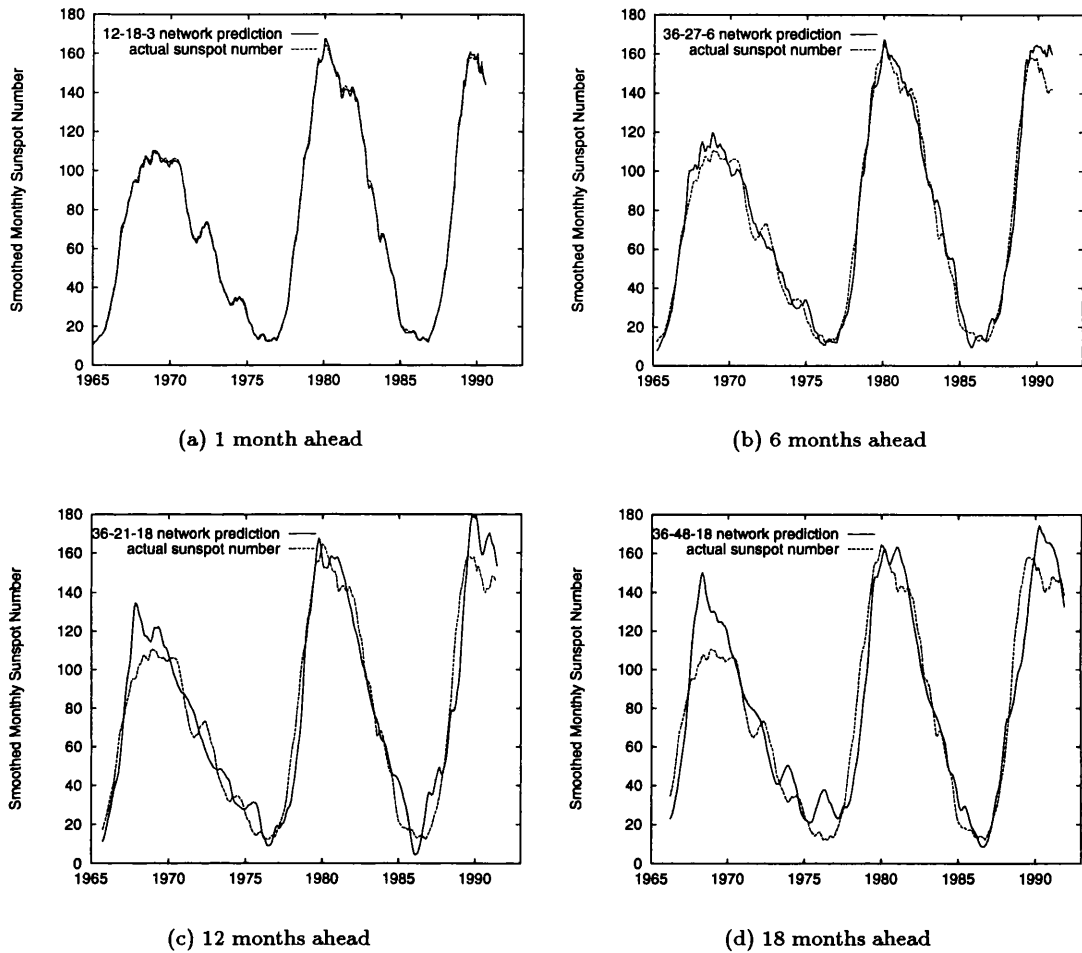 12-18-3 network prediction
actual sunspot number
Smoothed Monthly Sunspot Number
180
160
140
120
100
80
60
40
20
0
1965 1970 1975 1980 1985 1990
(a) 1 month ahead
36-27-6 network prediction
actual sunspot number
Smoothed Monthly Sunspot Number
180
160
140
120
100
80
60
40
20
0
1965 1970 1975 1980 1985 1990
(b) 6 months ahead
36-21-18 network prediction
actual sunspot number
Smoothed Monthly Sunspot Number
180
160
140
120
100
80
60
40
20
0
1965 1970 1975 1980 1985 1990
(c) 12 months ahead
36-48-18 network prediction
actual sunspot number
Smoothed Monthly Sunspot Number
180
160
140
120
100
80
60
40
20
0
1965 1970 1975 1980 1985 1990
(d) 18 months ahead